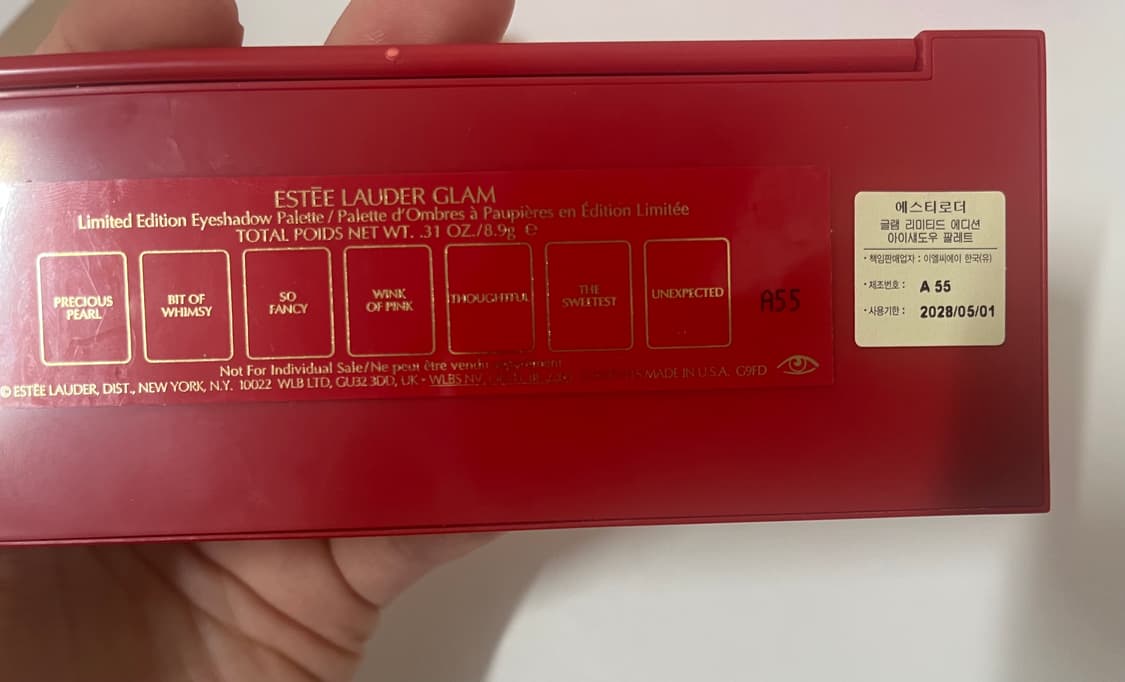 ESTĒE LAUDER GLAM
Limited Edition Eyeshadow Palette / Palette d'Ombres à Paupières en Édition Limitée
TOTAL POIDS NET WT. .31 OZ./8.9g ℮
PRECIOUS
PEARL
BIT OF
WHIMSY
SO
FANCY
WINK
OF PINK
THOUGHTFUL
THE
SWEETEST
UNEXPECTED
A55
Not For Individual Sale/Ne peut être vendu séparément
© ESTĒE LAUDER, DIST., NEW YORK, N.Y. 10022 WLB LTD, GU32 3DD, UK - WLBS NV, MADE IN U.S.A. G9FD
에스티로더
글램 리미티드 에디션
아이섀도우 팔레트
· 책임판매업자 : 이엘씨에이 한국(유)
· 제조번호 : A 55
· 사용기한 : 2028/05/01